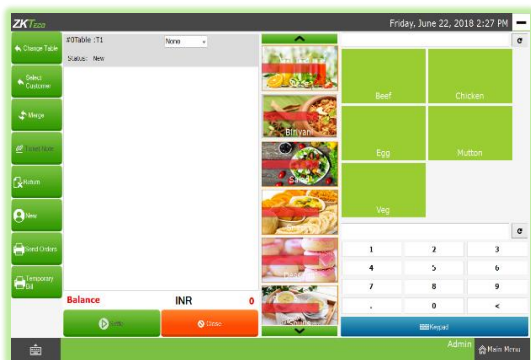 ZKTeco
Friday, June 22, 2018 2:27 PM
Change Table
#0Table :T1
None
Status: New
Select
Customer
Merge
Ticket Note
Return
New
Send Orders
Temporary
Bill
Biriyani
Salad
Beef
Chicken
Egg
Mutton
Veg
1 2 3
4 5 6
7 8 9
. 0 <
Keypad
Balance INR 0
Close
Admin
Main Menu